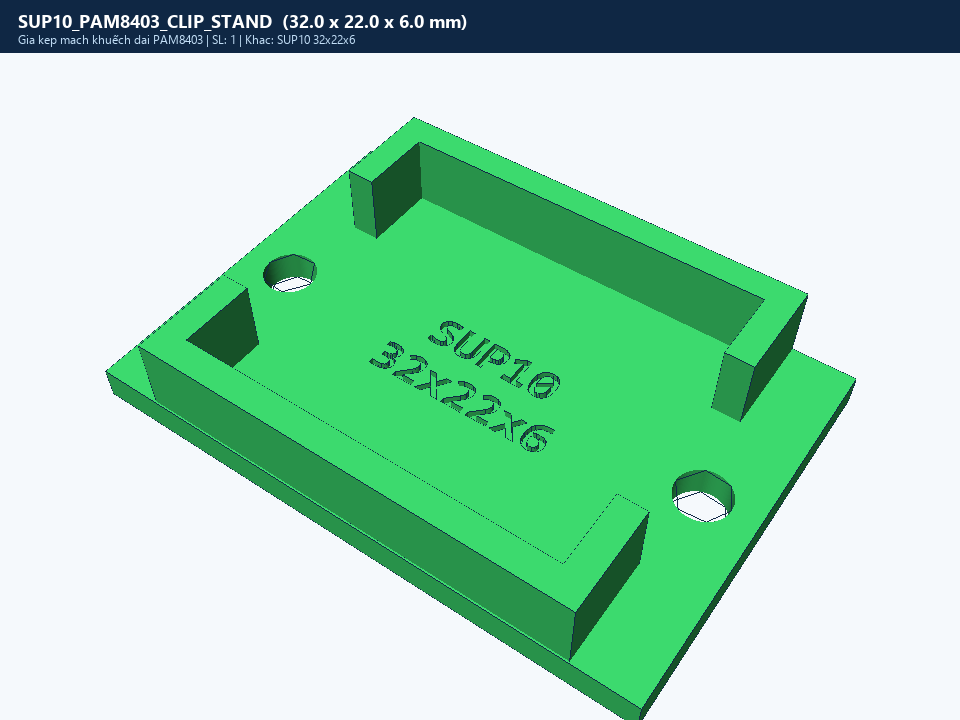 SUP10_PAM8403_CLIP_STAND (32.0 x 22.0 x 6.0 mm)
Gia kep mach khuếch dai PAM8403 | SL: 1 | Khac: SUP10 32x22x6
SUP10
32x22x6